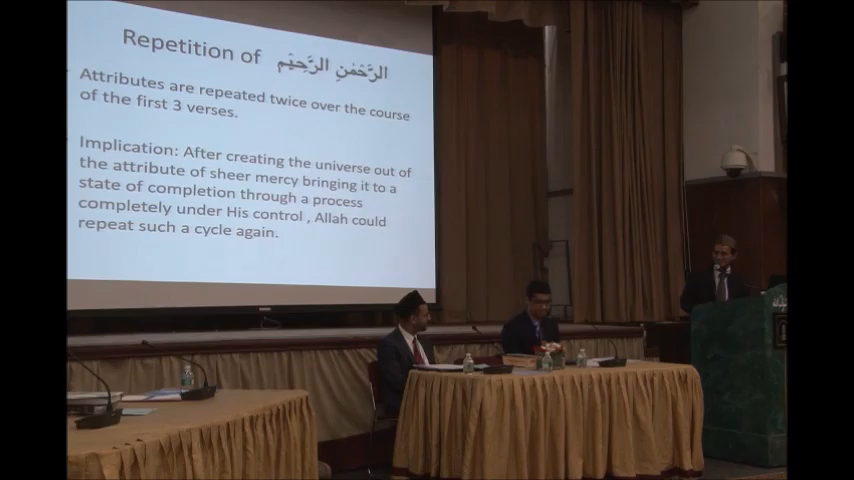 Repetition of الرَّحْمٰنِ الرَّحِيْمِ
Attributes are repeated twice over the course
of the first 3 verses.
Implication: After creating the universe out of
the attribute of sheer mercy bringing it to a
state of completion through a process
completely under His control , Allah could
repeat such a cycle again.